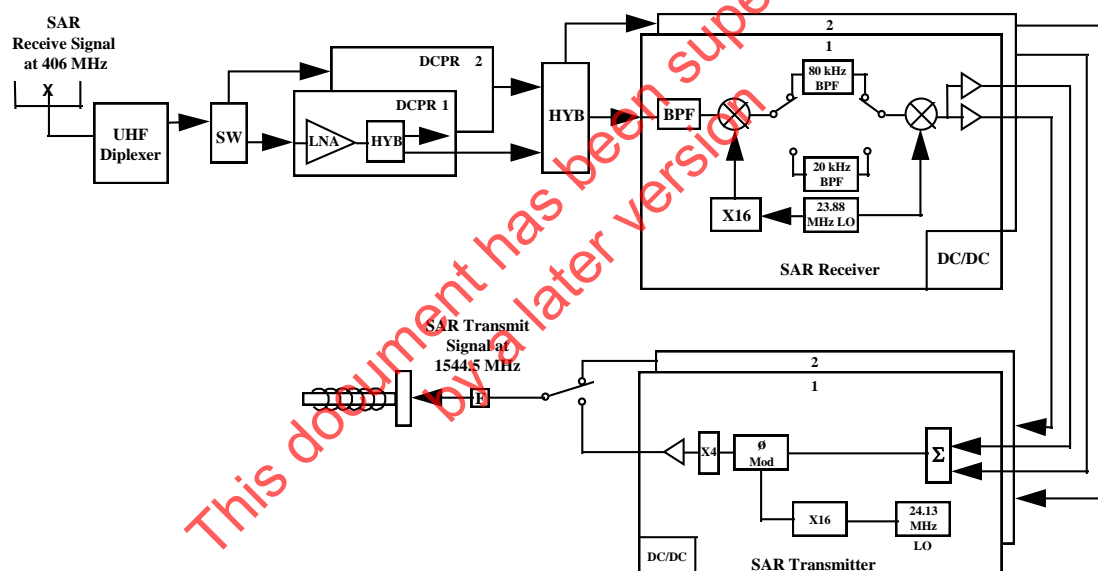 SAR
Receive Signal
at 406 MHz
X
UHF
Diplexer
SW
DCPR 2
DCPR 1
LNA
HYB
HYB
2
1
BPF
80 kHz
BPF
20 kHz
BPF
X16
23.88
MHz LO
SAR Receiver
DC/DC
SAR Transmit
Signal at
1544.5 MHz
F
2
1
X4
ø
Mod
Σ
X16
24.13
MHz
LO
DC/DC
SAR Transmitter
This document has been supe
by a later version